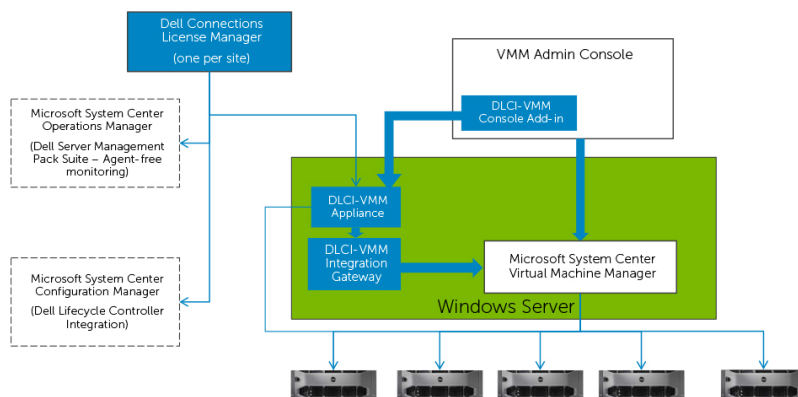 Dell Connections
License Manager
(one per site)
VMM Admin Console
DLCI-VMM
Console Add-in
Microsoft System Center
Operations Manager
(Dell Server Management
Pack Suite – Agent-free
monitoring)
DLCI-VMM
Appliance
DLCI-VMM
Integration
Gateway
Microsoft System Center
Virtual Machine Manager
Windows Server
Microsoft System Center
Configuration Manager
(Dell Lifecycle Controller
Integration)